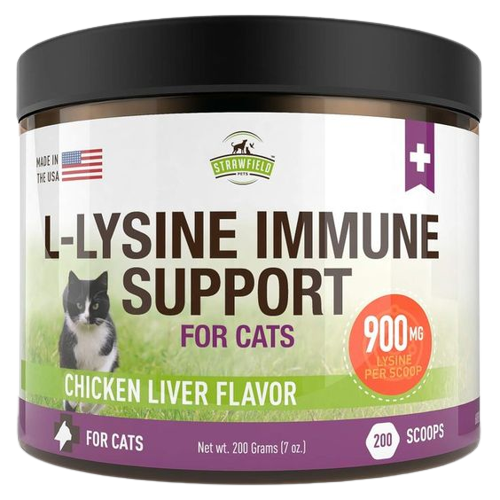 STRAWFIELD
PETS
MADE IN
THE USA
L-LYSINE IMMUNE
SUPPORT
FOR CATS
900MG
LYSINE
PER SCOOP
CHICKEN LIVER FLAVOR
FOR CATS
Net wt. 200 Grams (7 oz.)
200 SCOOPS